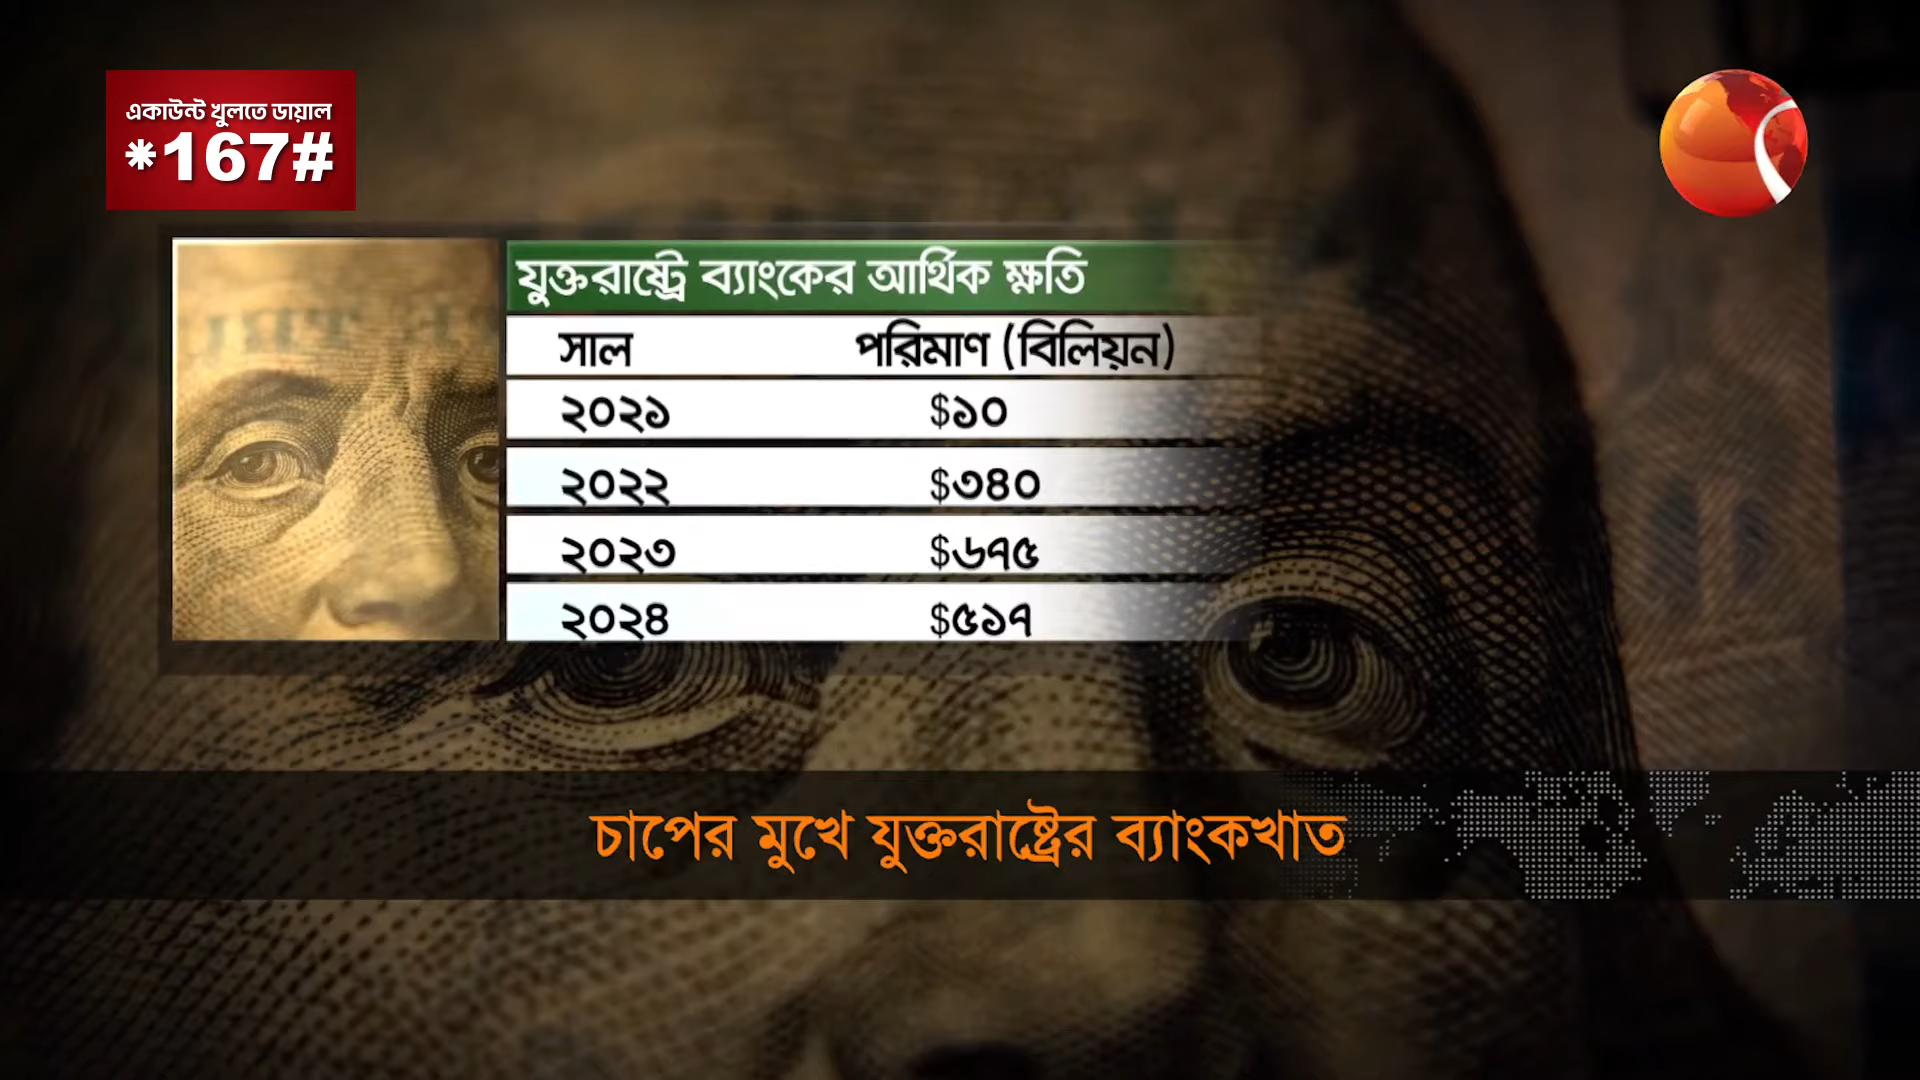 একাউন্ট খুলতে ডায়াল
*167#
যুক্তরাষ্ট্রে ব্যাংকের আর্থিক ক্ষতি
সাল পরিমাণ (বিলিয়ন)
২০২১ $১০
২০২২ $৩৪০
২০২৩ $৬৭৫
২০২৪ $৫১৭
চাপের মুখে যুক্তরাষ্ট্রের ব্যাংকখাত